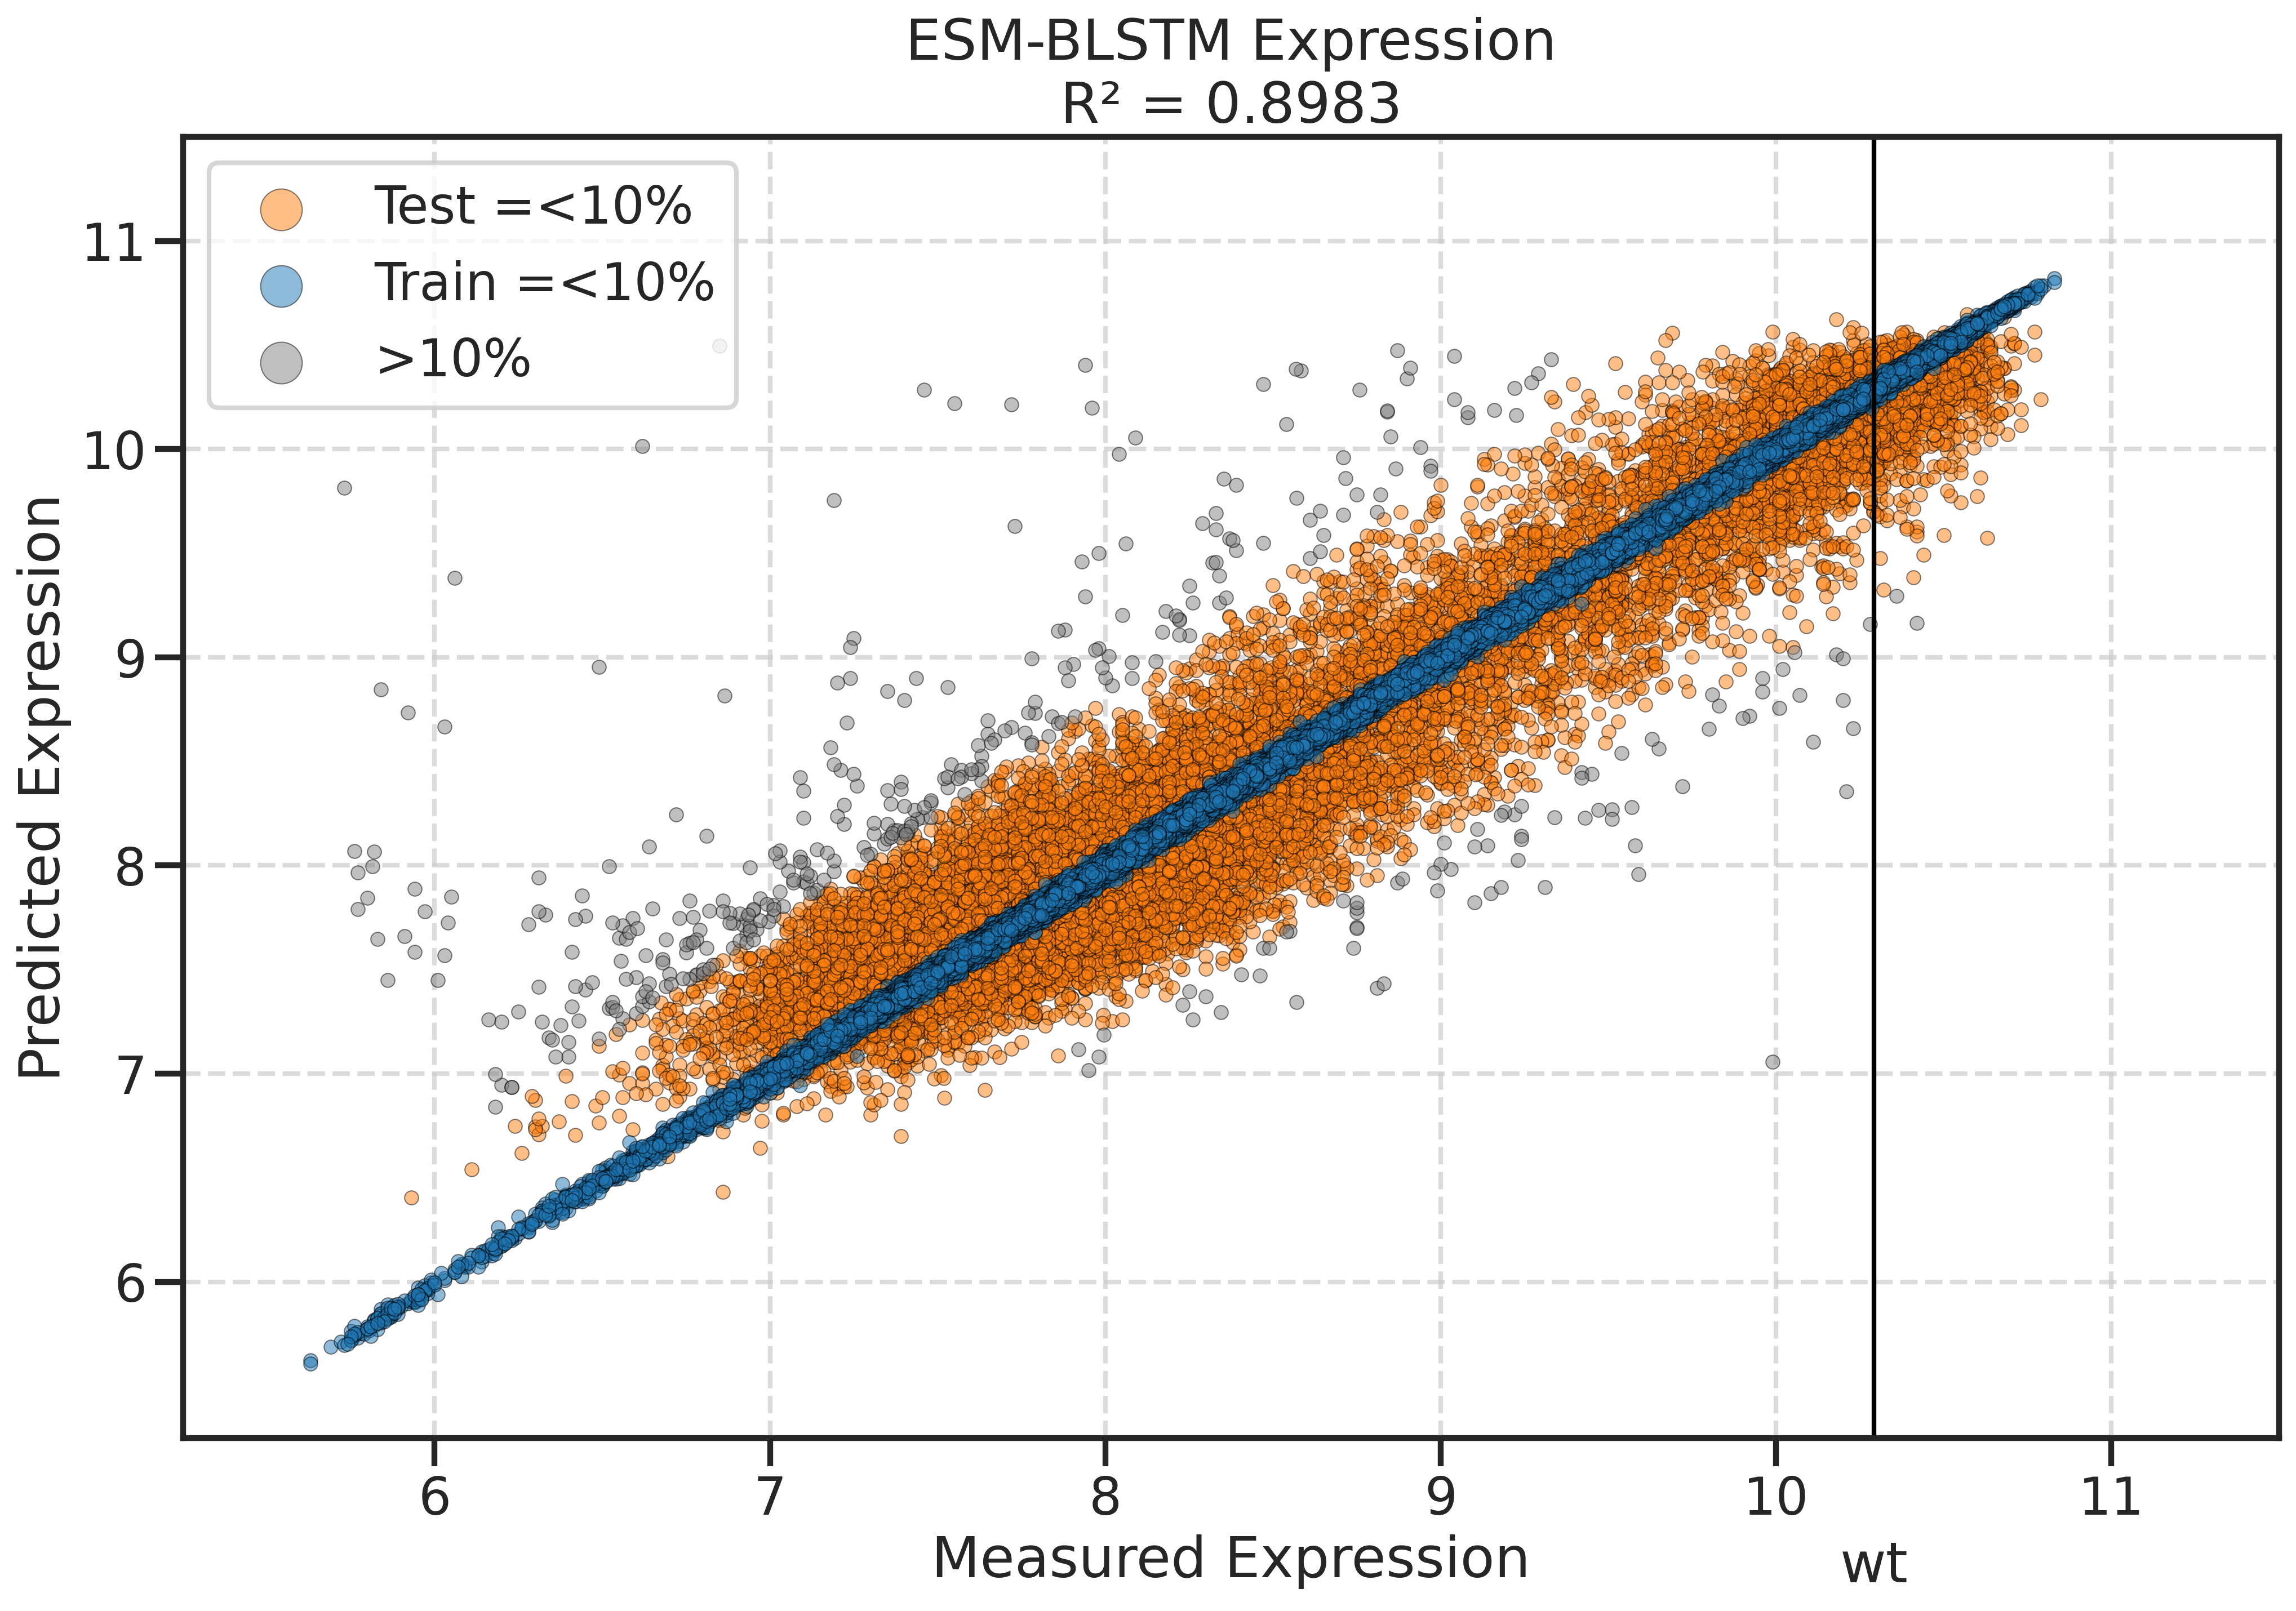 ESM-BLSTM Expression
R² = 0.8983
Test =<10%
Train =<10%
>10%
Predicted Expression
11
10
9
8
7
6
6 7 8 9 10 11
Measured Expression
wt